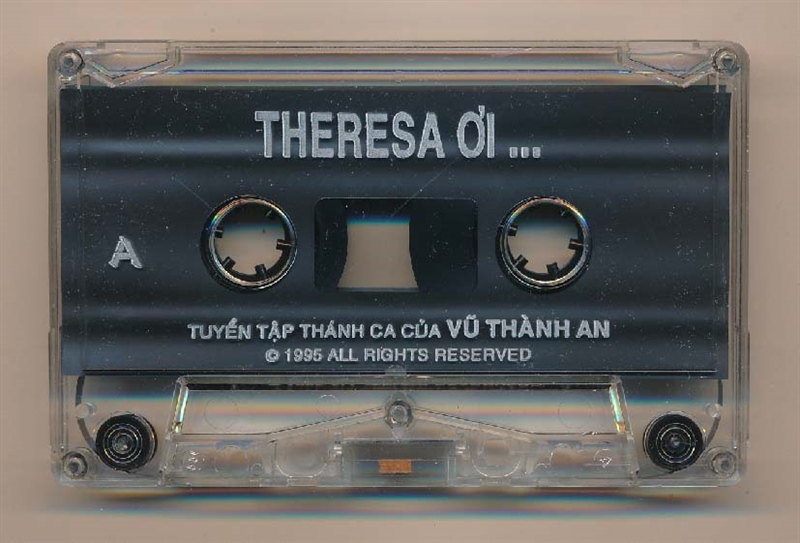 THERESA ƠI ...
A
TUYỂN TẬP THÁNH CA CỦA VŨ THÀNH AN
© 1995 ALL RIGHTS RESERVED